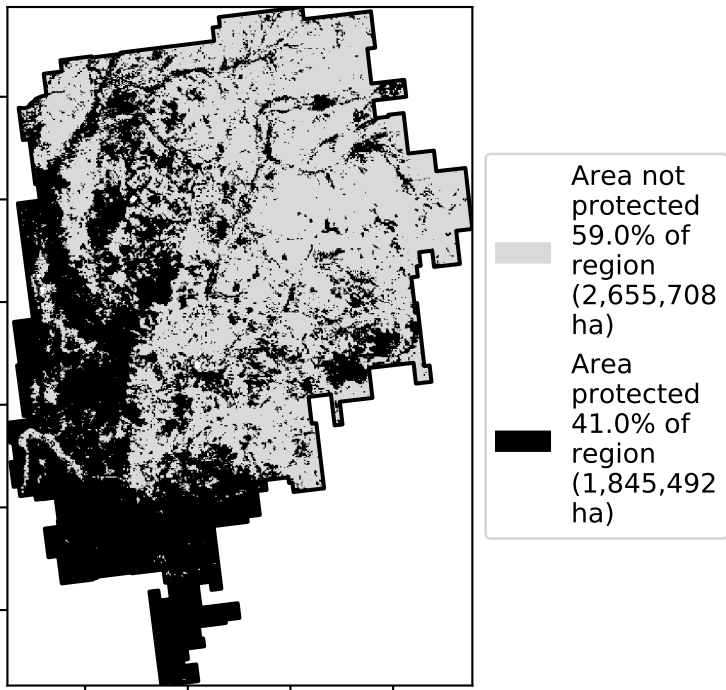 Area not
protected
59.0% of
region
(2,655,708
ha)
Area
protected
41.0% of
region
(1,845,492
ha)